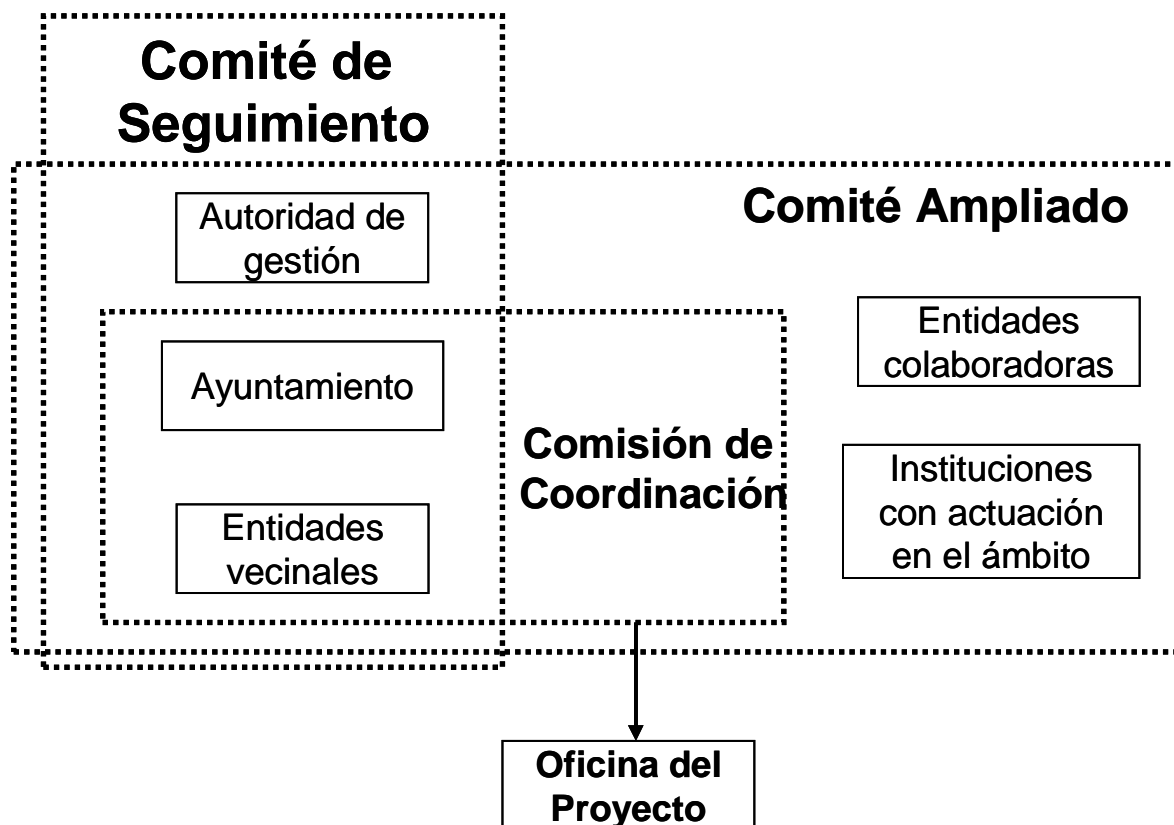 Comité de
Seguimiento
Comité Ampliado
Autoridad de
gestión
Entidades
colaboradoras
Ayuntamiento
Comisión de
Coordinación
Instituciones
con actuación
en el ámbito
Entidades
vecinales
Oficina del
Proyecto